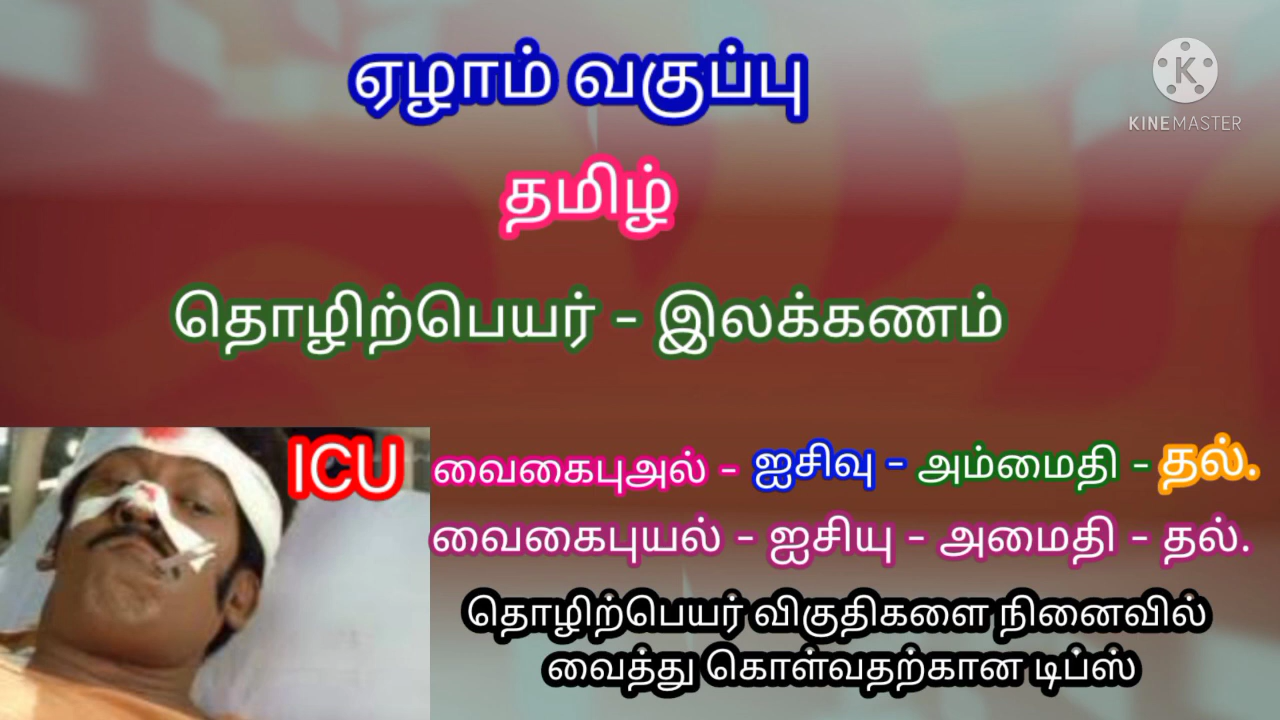 ஏழாம் வகுப்பு
K
KINEMASTER
தமிழ்
தொழிற்பெயர் - இலக்கணம்
ICU
வைகைபுஅல் - ஐசிவு - அம்மைதி - தல்.
வைகைபுயல் - ஐசியு - அமைதி - தல்.
தொழிற்பெயர் விகுதிகளை நினைவில்
வைத்து கொள்வதற்கான டிப்ஸ்